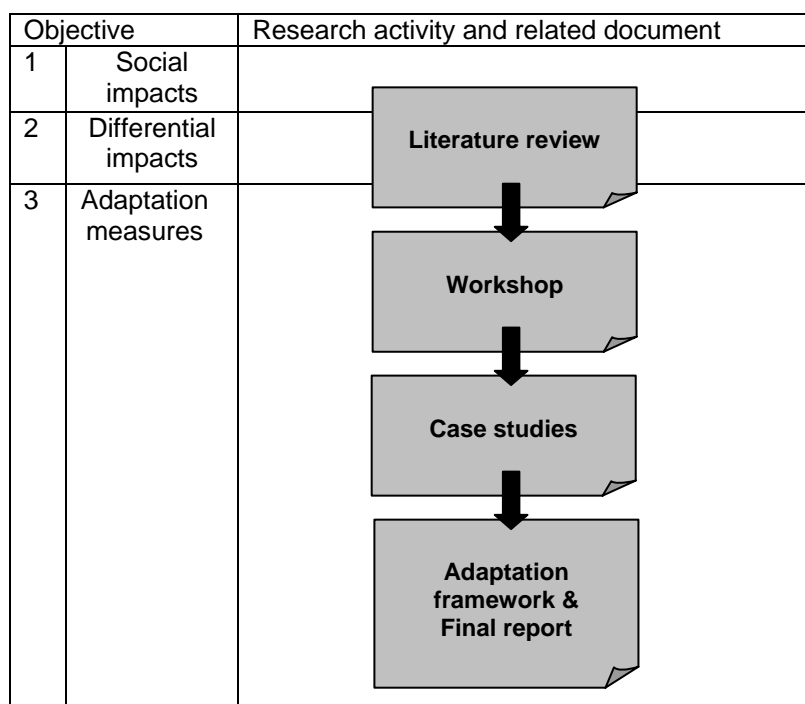 Objective Research activity and related document
1 Social
impacts
2 Differential
impacts
Literature review
3 Adaptation
measures
Workshop
Case studies
Adaptation
framework &
Final report